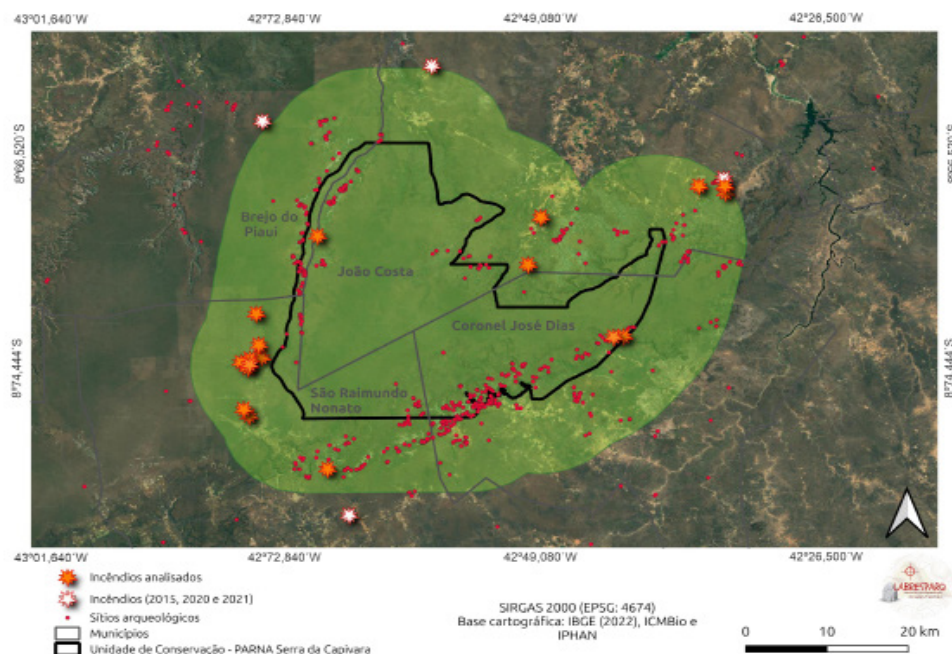 43°01,640´W 42°72,840´W 42°49,080´W 42°26,500´W
8°66,520´S 8°66,520´S
Brejo do
Piauí
João Costa
Coronel José Dias
8°74,444´S 8°74,444´S
São Raimundo
Nonato
43°01,640´W 42°72,840´W 42°49,080´W 42°26,500´W
Incêndios analisados
Incêndios (2015, 2020 e 2021)
Sítios arqueológicos
Municípios
Unidade de Conservação - PARNA Serra da Capivara
SIRGAS 2000 (EPSG: 4674)
Base cartográfica: IBGE (2022), ICMBio e
IPHAN
LABRESPARQ
0 10 20 km